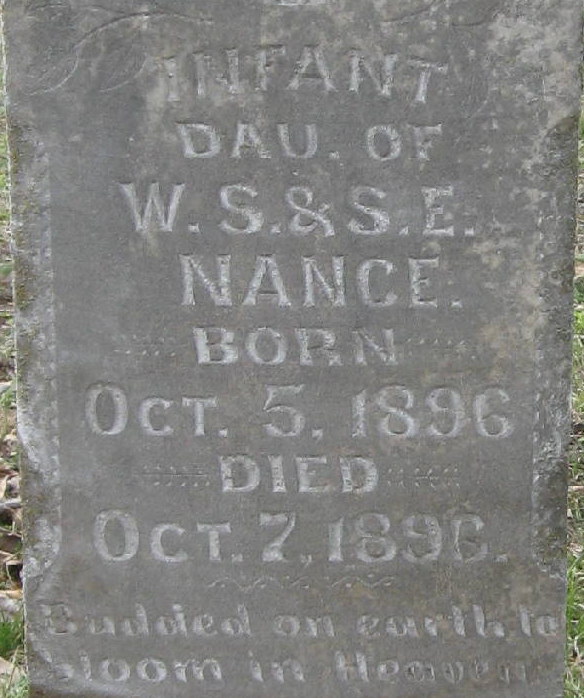 INFANT
DAU. OF
W. S. & S. E.
NANCE.
BORN
OCT. 5, 1896
DIED
OCT. 7, 1896.
Budded on earth to
bloom in Heaven